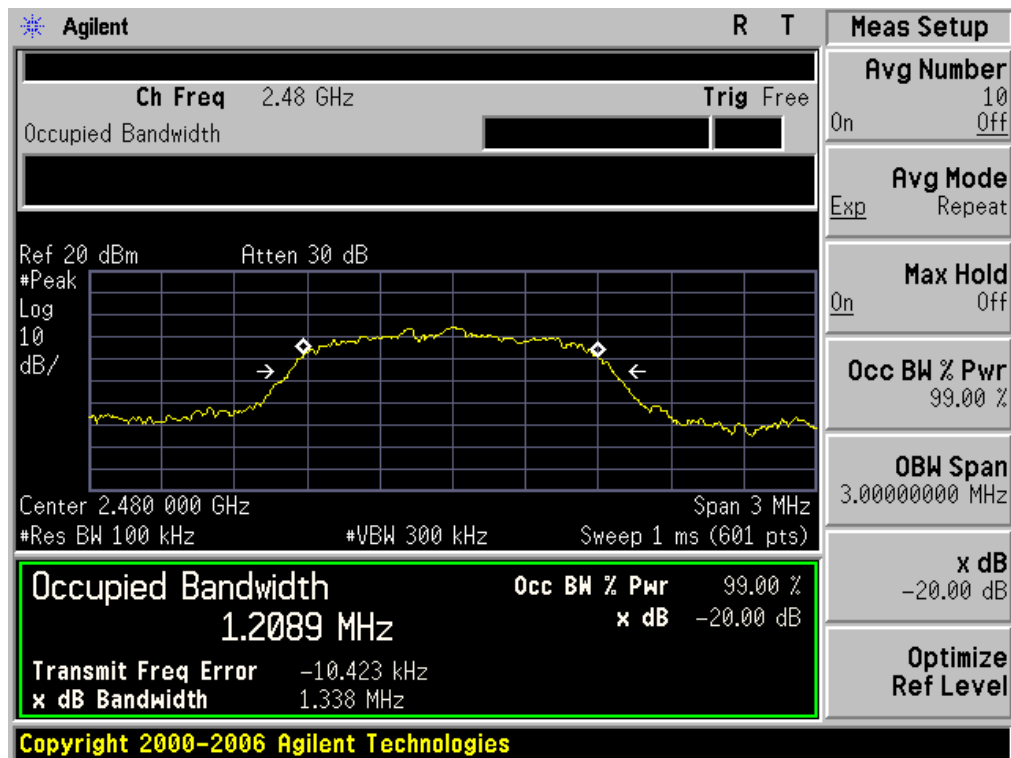 Agilent R T
Ch Freq 2.48 GHz Trig Free
Occupied Bandwidth
Ref 20 dBm Atten 30 dB
#Peak
Log
10
dB/
Center 2.480 000 GHz Span 3 MHz
#Res BW 100 kHz #VBW 300 kHz Sweep 1 ms (601 pts)
Occupied Bandwidth Occ BW % Pwr 99.00 %
1.2089 MHz x dB -20.00 dB
Transmit Freq Error -10.423 kHz
x dB Bandwidth 1.338 MHz
Copyright 2000-2006 Agilent Technologies
Meas Setup
Avg Number
10
On Off
Avg Mode
Exp Repeat
Max Hold
On Off
Occ BW % Pwr
99.00 %
OBW Span
3.00000000 MHz
x dB
-20.00 dB
Optimize
Ref Level